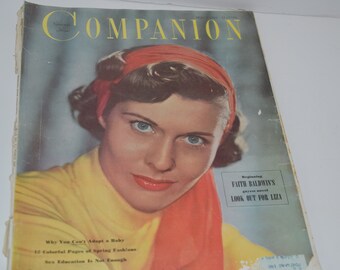 COMPANION
Why You Can't Adopt a Baby
12 Colorful Pages of Spring Fashions
Sex Education Is Not Enough
Beginning
FAITH BALDWIN'S
LOOK OUT FOR LIZA